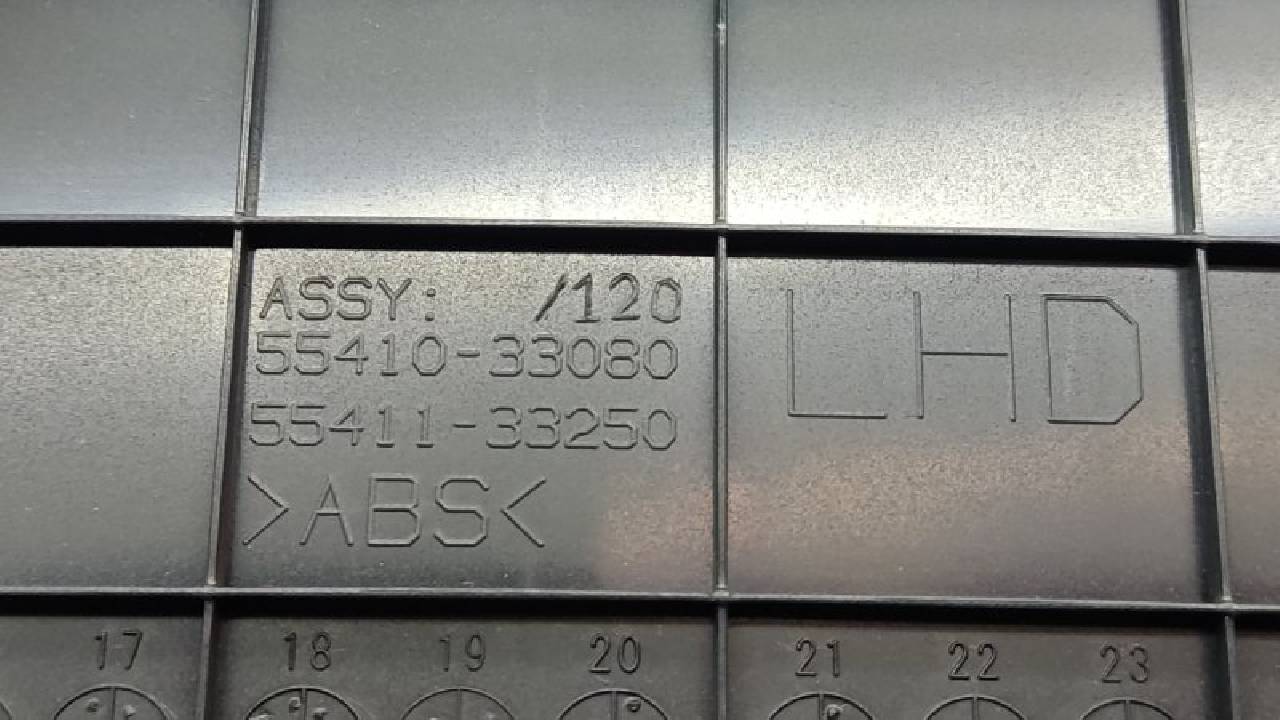 ASSY: /120
55410-33080
55411-33250
>ABS<
LHD
17 18 19 20 21 22 23